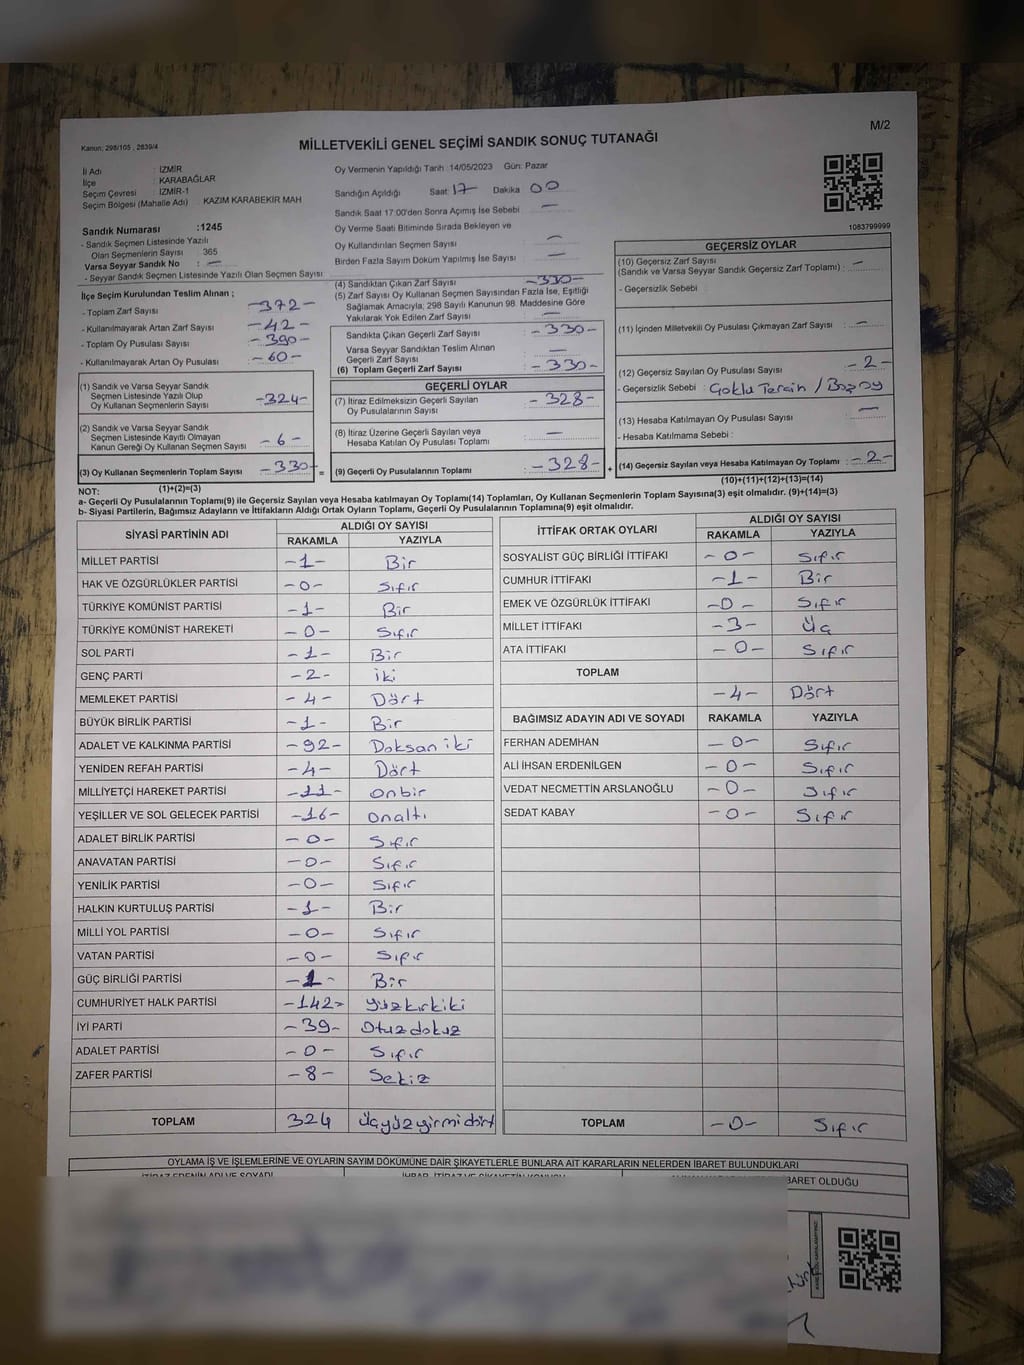 M/2
Kanun: 298/105 , 2839/4
MİLLETVEKİLİ GENEL SEÇİMİ SANDIK SONUÇ TUTANAĞI
İl Adı : İZMİR
İlçe : KARABAĞLAR
Seçim Çevresi : İZMİR-1
Seçim Bölgesi (Mahalle Adı) : KAZIM KARABEKİR MAH
Sandık Numarası :1245
- Sandık Seçmen Listesinde Yazılı
Olan Seçmenlerin Sayısı : 365
Varsa Seyyar Sandık No : —
- Seyyar Sandık Seçmen Listesinde Yazılı Olan Seçmen Sayısı :
Oy Vermenin Yapıldığı Tarih :14/05/2023 Gün: Pazar
Sandığın Açıldığı Saat 17 Dakika 00
Sandık Saat 17:00'den Sonra Açımış İse Sebebi —
Oy Verme Saati Bitiminde Sırada Bekleyen ve
Oy Kullandırılan Seçmen Sayısı —
Birden Fazla Sayım Döküm Yapılmış İse Sayısı —
1083799999
İlçe Seçim Kurulundan Teslim Alınan ;
- Toplam Zarf Sayısı -372-
- Kullanılmayarak Artan Zarf Sayısı -42-
- Toplam Oy Pusulası Sayısı -390-
- Kullanılmayarak Artan Oy Pusulası -60-
(1) Sandık ve Varsa Seyyar Sandık
Seçmen Listesinde Yazılı Olup
Oy Kullanan Seçmenlerin Sayısı -324-
(2) Sandık ve Varsa Seyyar Sandık
Seçmen Listesinde Kayıtlı Olmayan
Kanun Gereği Oy Kullanan Seçmen Sayısı -6-
(3) Oy Kullanan Seçmenlerin Toplam Sayısı -330- =
(1)+(2)=(3)
(4) Sandıktan Çıkan Zarf Sayısı -330-
(5) Zarf Sayısı Oy Kullanan Seçmen Sayısından Fazla İse, Eşitliği
Sağlamak Amacıyla; 298 Sayılı Kanunun 98. Maddesine Göre
Yakılarak Yok Edilen Zarf Sayısı —
Sandıkta Çıkan Geçerli Zarf Sayısı -330-
Varsa Seyyar Sandıktan Teslim Alınan
Geçerli Zarf Sayısı —
(6) Toplam Geçerli Zarf Sayısı -330-
GEÇERLİ OYLAR
(7) İtiraz Edilmeksizin Geçerli Sayılan
Oy Pusulalarının Sayısı -328-
(8) İtiraz Üzerine Geçerli Sayılan veya
Hesaba Katılan Oy Pusulası Toplamı —
(9) Geçerli Oy Pusulalarının Toplamı -328- +
GEÇERSİZ OYLAR
(10) Geçersiz Zarf Sayısı
(Sandık ve Varsa Seyyar Sandık Geçersiz Zarf Toplamı) : —
- Geçersizlik Sebebi
(11) İçinden Milletvekili Oy Pusulası Çıkmayan Zarf Sayısı —
(12) Geçersiz Sayılan Oy Pusulası Sayısı -2-
- Geçersizlik Sebebi :
(13) Hesaba Katılmayan Oy Pusulası Sayısı —
- Hesaba Katılmama Sebebi :
(14) Geçersiz Sayılan veya Hesaba Katılmayan Oy Toplamı -2-
(10)+(11)+(12)+(13)=(14)
NOT:
a- Geçerli Oy Pusulalarının Toplamı(9) ile Geçersiz Sayılan veya Hesaba Katılmayan Oy Toplamı(14) Toplamları, Oy Kullanan Seçmenlerin Toplam Sayısına(3) eşit olmalıdır. (9)+(14)=(3)
b- Siyasi Partilerin, Bağımsız Adayların ve İttifakların Aldığı Ortak Oyların Toplamı, Geçerli Oy Pusulalarının Toplamına(9) eşit olmalıdır.
SİYASİ PARTİNİN ADI ALDIĞI OY SAYISI
RAKAMLA YAZIYLA
MİLLET PARTİSİ -1- Bir
HAK VE ÖZGÜRLÜKLER PARTİSİ -0- Sıfır
TÜRKİYE KOMÜNİST PARTİSİ -1- Bir
TÜRKİYE KOMÜNİST HAREKETİ -0- Sıfır
SOL PARTİ -1- Bir
GENÇ PARTİ -2- iki
MEMLEKET PARTİSİ -4- Dört
BÜYÜK BİRLİK PARTİSİ -1- Bir
ADALET VE KALKINMA PARTİSİ -92- Doksan iki
YENİDEN REFAH PARTİSİ -4- Dört
MİLLİYETÇİ HAREKET PARTİSİ -11- onbir
YEŞİLLER VE SOL GELECEK PARTİSİ -16- onaltı
ADALET BİRLİK PARTİSİ -0- Sıfır
ANAVATAN PARTİSİ -0- Sıfır
YENİLİK PARTİSİ -0- Sıfır
HALKIN KURTULUŞ PARTİSİ -1- Bir
MİLLİ YOL PARTİSİ -0- Sıfır
VATAN PARTİSİ -0- Sıfır
GÜÇ BİRLİĞİ PARTİSİ -1- Bir
CUMHURİYET HALK PARTİSİ -142- yüzkırkiki
İYİ PARTİ -39- Otuzdokuz
ADALET PARTİSİ -0- Sıfır
ZAFER PARTİSİ -8- Sekiz
TOPLAM 324 Üçyüzyirmidört
İTTİFAK ORTAK OYLARI ALDIĞI OY SAYISI
RAKAMLA YAZIYLA
SOSYALİST GÜÇ BİRLİĞİ İTTİFAKI -0- Sıfır
CUMHUR İTTİFAKI -1- Bir
EMEK VE ÖZGÜRLÜK İTTİFAKI -0- Sıfır
MİLLET İTTİFAKI -3- Üç
ATA İTTİFAKI -0- Sıfır
TOPLAM
-4- Dört
BAĞIMSIZ ADAYIN ADI VE SOYADI RAKAMLA YAZIYLA
FERHAN ADEMHAN -0- Sıfır
ALİ İHSAN ERDENİLGEN -0- Sıfır
VEDAT NECMETTİN ARSLANOĞLU -0- Sıfır
SEDAT KABAY -0- Sıfır
TOPLAM -0- Sıfır
OYLAMA İŞ VE İŞLEMLERİNE VE OYLARIN SAYIM DÖKÜMÜNE DAİR ŞİKAYETLERLE BUNLARA AİT KARARLARIN NELERDEN İBARET BULUNDUKLARI
BARET OLDUĞU